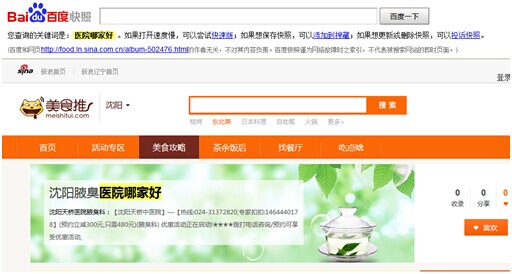 Bai du 百度快照
百度一下
您查询的关键词是： 医院哪家好 。如果打开速度慢，可以尝试快速版；如果想保存快照，可以添加到搜藏；如果想更新或删除快照，可以投诉快照。
(百度和网页http://food.ln.sina.com.cn/album-502476.html的作者无关，不对其内容负责。百度快照谨为网络故障时之索引，不代表被搜索网站的即时页面。)
sina 新浪首页 新浪辽宁首页 登录
美食推 沈阳 搜 索
meishitui.com
烧烤 东北菜 日本料理 自助餐 火锅 更多»
首页 活动专区 美食攻略 茶余饭后 找餐厅 吃点啥
沈阳腋臭医院哪家好
沈阳天桥医院腋臭科：【沈阳天桥中医院】—【热线:024-31372820,专家扣扣:146444017
8】(预约立减300元,只需480元)(腋臭科) 优惠活动正在启动!★★★★拨打电话咨询/预约可享
受优惠活动,
0 0 0
收录 分享
喜欢